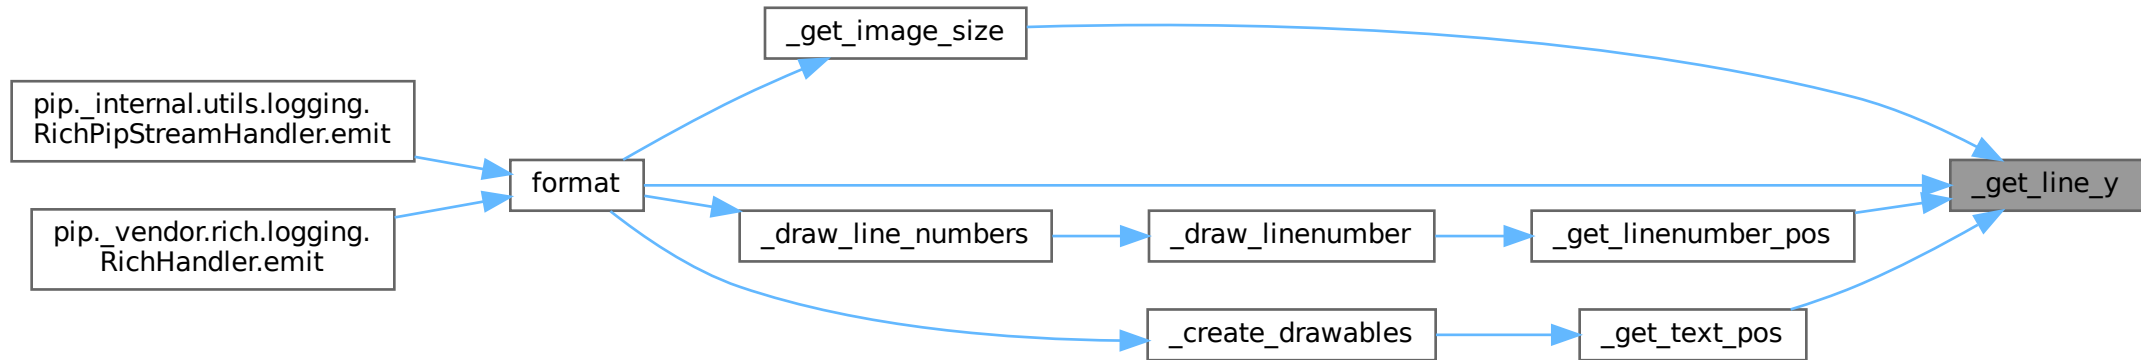 _get_image_size
pip._internal.utils.logging.
RichPipStreamHandler.emit
format
_get_line_y
pip._vendor.rich.logging.
RichHandler.emit
_draw_line_numbers
_draw_linenumber
_get_linenumber_pos
_create_drawables
_get_text_pos